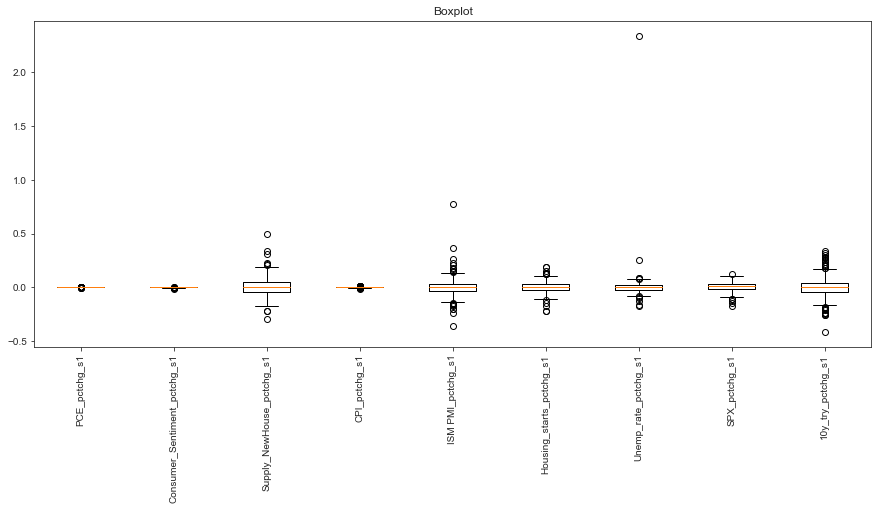 Boxplot
2.0
1.5
1.0
0.5
0.0
−0.5
PCE_pctchg_s1
Consumer_Sentiment_pctchg_s1
Supply_NewHouse_pctchg_s1
CPI_pctchg_s1
ISM PMI_pctchg_s1
Housing_starts_pctchg_s1
Unemp_rate_pctchg_s1
SPX_pctchg_s1
10y_try_pctchg_s1